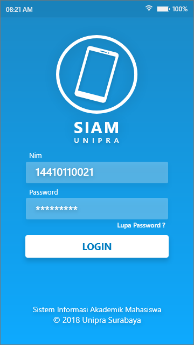 08:21 AM
100%
SIAM
UNIPRA
Nim
14410110021
Password
*********
Lupa Password ?
LOGIN
Sistem Informasi Akademik Mahasiswa
© 2018 Unipra Surabaya